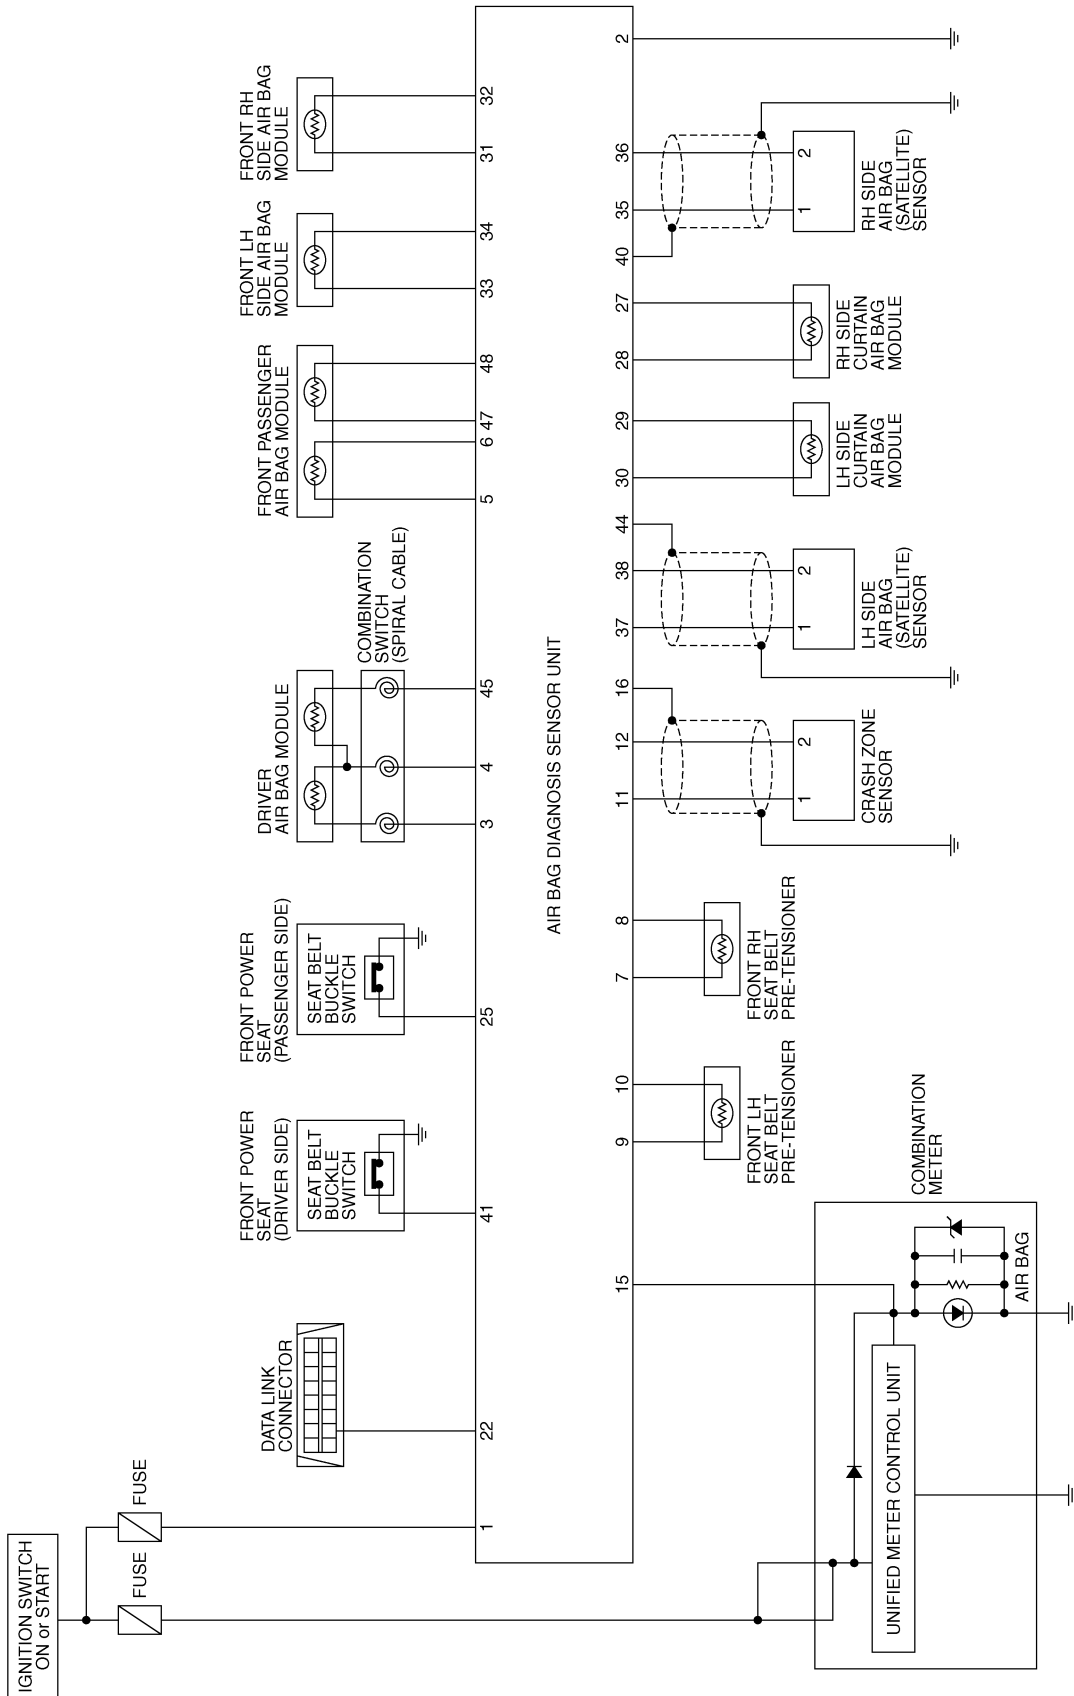 IGNITION SWITCH
ON or START
FUSE
FUSE
DATA LINK
CONNECTOR
FRONT POWER
SEAT
(DRIVER SIDE)
SEAT BELT
BUCKLE
SWITCH
FRONT POWER
SEAT
(PASSENGER SIDE)
SEAT BELT
BUCKLE
SWITCH
DRIVER
AIR BAG MODULE
COMBINATION
SWITCH
(SPIRAL CABLE)
FRONT PASSENGER
AIR BAG MODULE
FRONT LH
SIDE AIR BAG
MODULE
FRONT RH
SIDE AIR BAG
MODULE
1
22
41
25
3
4
45
5
6
47
48
33
34
31
32
AIR BAG DIAGNOSIS SENSOR UNIT
15
9
10
7
8
11
12
16
37
38
44
30
29
28
27
40
35
36
2
FRONT LH
SEAT BELT
PRE-TENSIONER
FRONT RH
SEAT BELT
PRE-TENSIONER
1
2
CRASH ZONE
SENSOR
1
2
LH SIDE
AIR BAG
(SATELLITE)
SENSOR
LH SIDE
CURTAIN
AIR BAG
MODULE
RH SIDE
CURTAIN
AIR BAG
MODULE
1
2
RH SIDE
AIR BAG
(SATELLITE)
SENSOR
UNIFIED METER CONTROL UNIT
AIR BAG
COMBINATION
METER